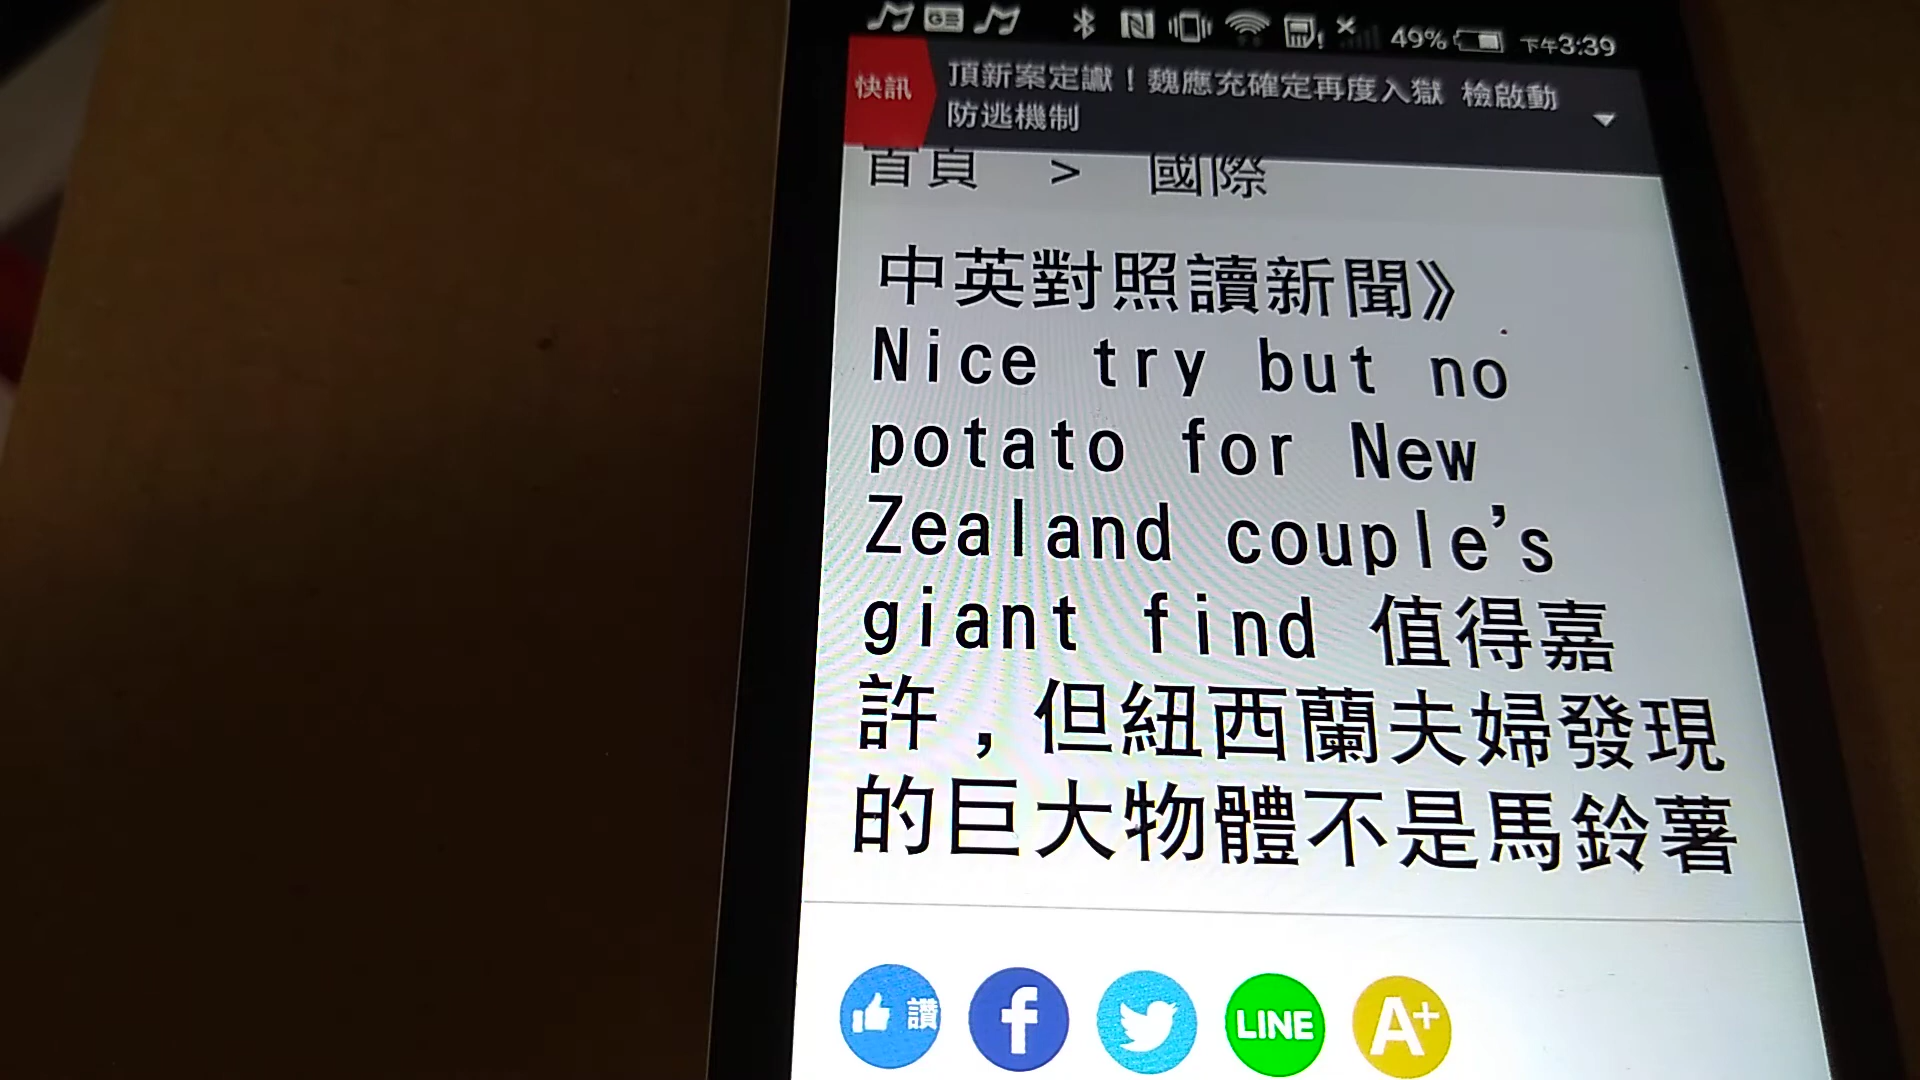 49% 下午3:39
快訊
頂新案定讞！魏應充確定再度入獄 檢啟動
防逃機制
首頁 > 國際
中英對照讀新聞》
Nice try but no
potato for New
Zealand couple's
giant find 值得嘉
許，但紐西蘭夫婦發現
的巨大物體不是馬鈴薯
讚
LINE
A+